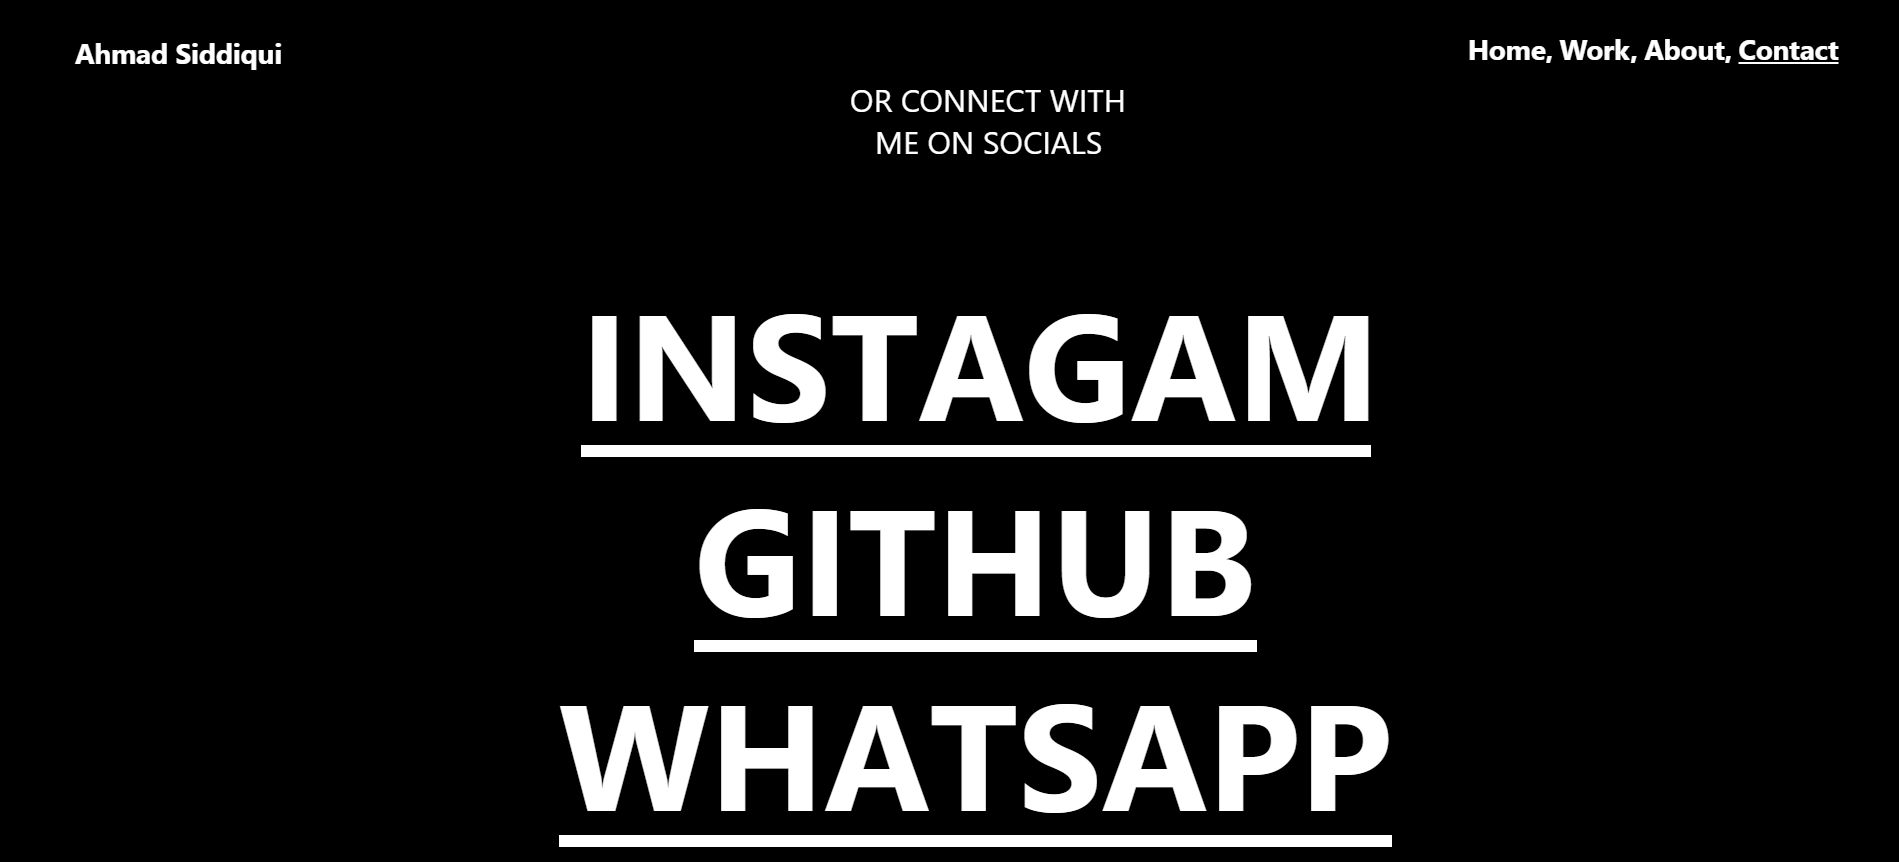 Ahmad Siddiqui
Home, Work, About, Contact
OR CONNECT WITH
ME ON SOCIALS
INSTAGAM
GITHUB
WHATSAPP